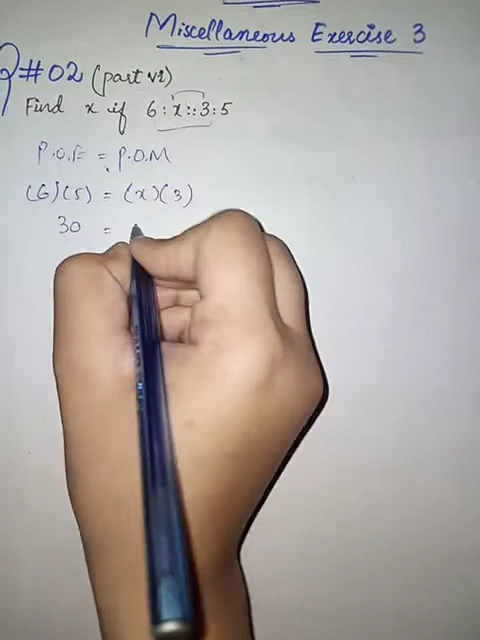 Miscellaneous Exercise 3
Q#02 (part vi)
Find x if 6:x::3:5
P.O.E = P.O.M
(6)(5) = (x)(3)
30 =